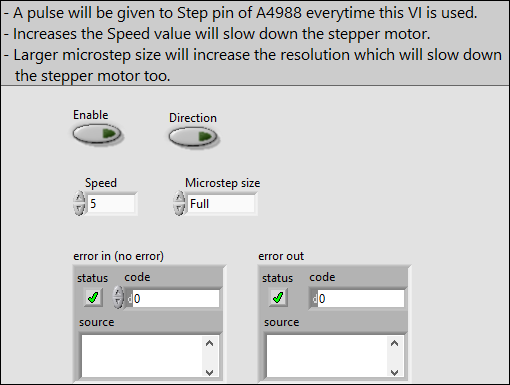 - A pulse will be given to Step pin of A4988 everytime this VI is used.
- Increases the Speed value will slow down the stepper motor.
- Larger microstep size will increase the resolution which will slow down
the stepper motor too.
Enable
Direction
Speed
Microstep size
5
Full
error in (no error)
error out
status code
status code
d 0
d 0
source
source